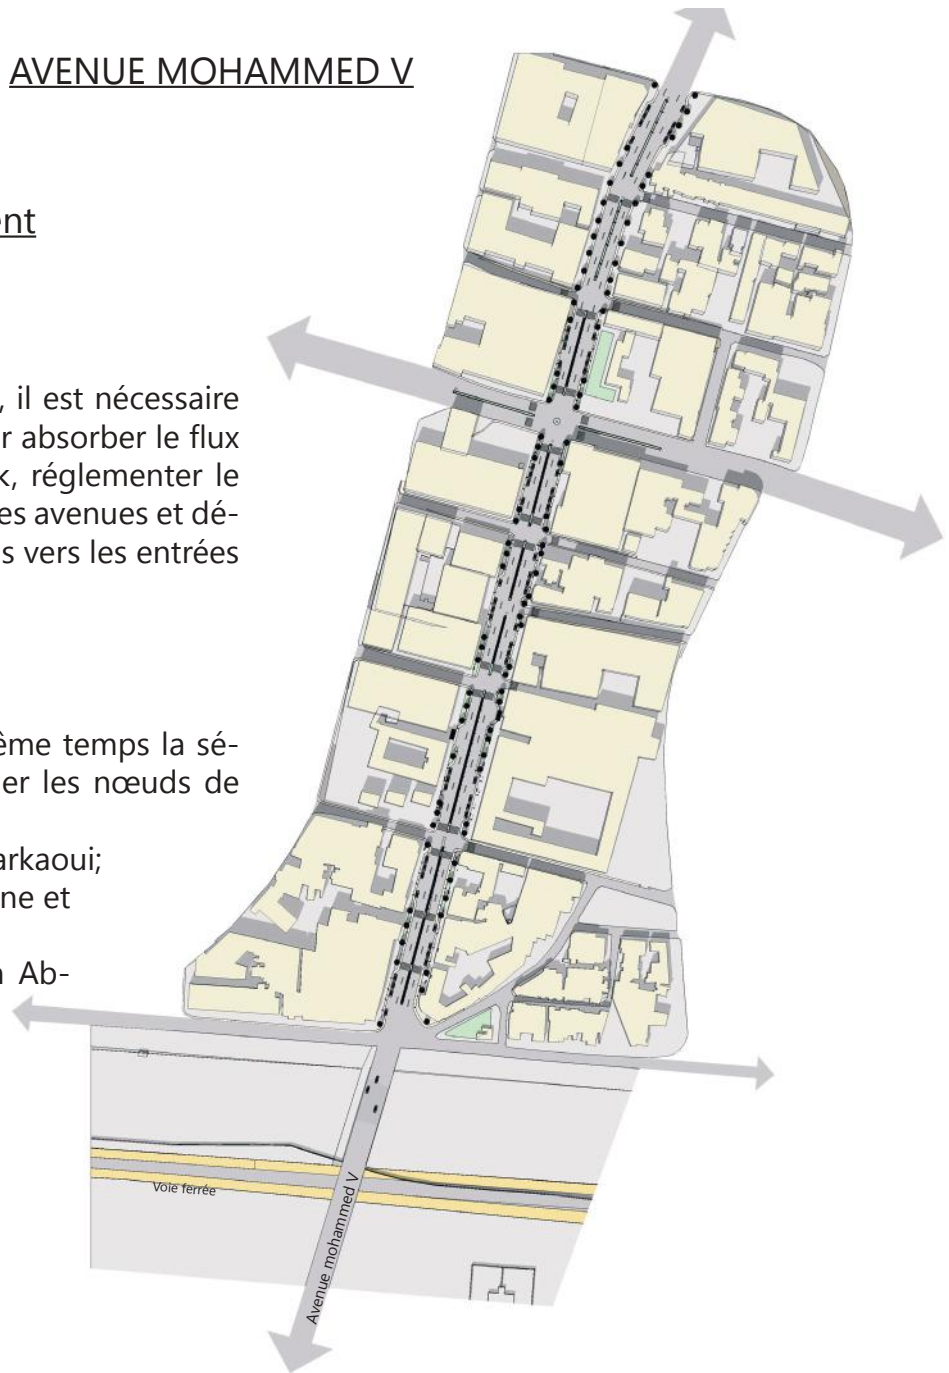 AVENUE MOHAMMED V
ent
, il est nécessaire
r absorber le flux
k, réglementer le
es avenues et dé-
s vers les entrées
ême temps la sé-
er les nœuds de
arkaoui;
ne et
Ab-
Voie ferrée
Avenue mohammed V